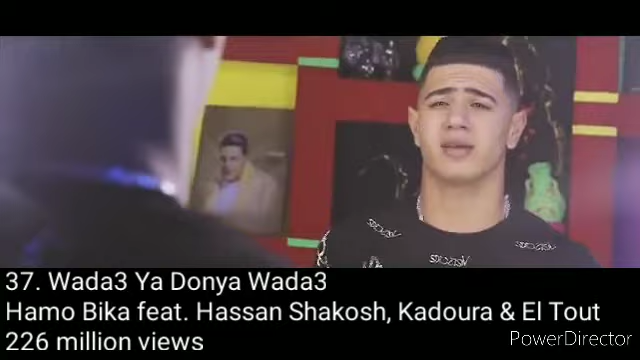 37. Wada3 Ya Donya Wada3
Hamo Bika feat. Hassan Shakosh, Kadoura & El Tout
226 million views
PowerDirector